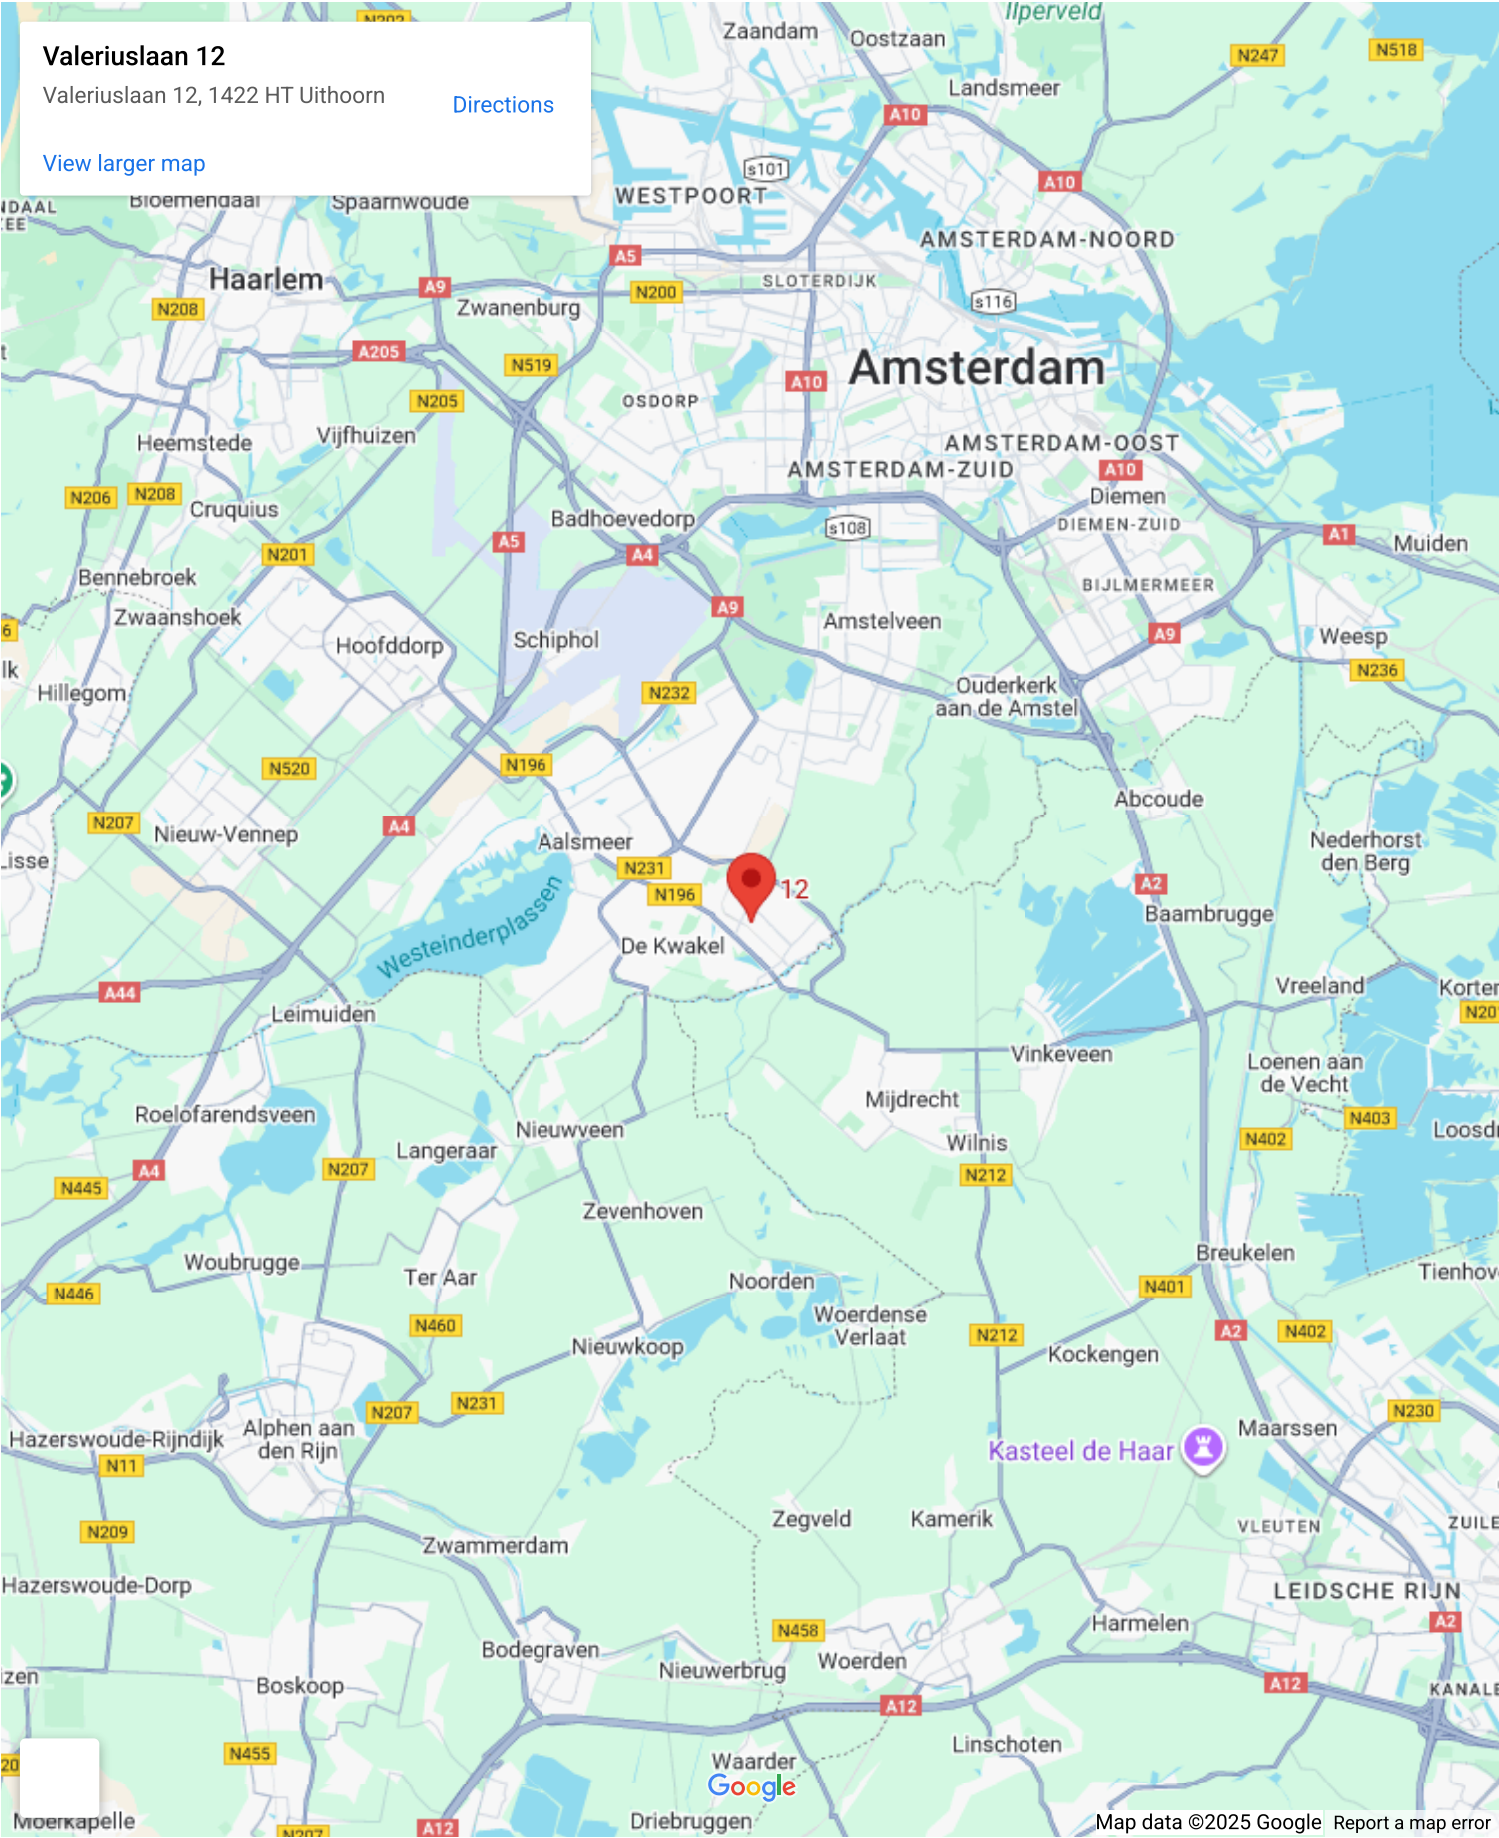 Valeriuslaan 12
Valeriuslaan 12, 1422 HT Uithoorn
Directions
View larger map
Zaandam
Oostzaan
Ilperveld
N247
N518
Landsmeer
A10
s101
A10
WESTPOORT
Bloemendaal
Spaarnwoude
AMSTERDAM-NOORD
A5
Haarlem
A9
N200
SLOTERDIJK
s116
N208
Zwanenburg
A205
N519
A10
Amsterdam
N205
OSDORP
Heemstede
Vijfhuizen
AMSTERDAM-OOST
AMSTERDAM-ZUID
A10
N206
N208
Cruquius
Diemen
Badhoevedorp
s108
DIEMEN-ZUID
A5
A4
A1
Muiden
N201
Bennebroek
BIJLMERMEER
Zwaanshoek
A9
Amstelveen
A9
Weesp
Hoofddorp
Schiphol
N236
Hillegom
N232
Ouderkerk
aan de Amstel
N520
N196
Abcoude
N207
Nieuw-Vennep
A4
Aalsmeer
Nederhorst
den Berg
Lisse
N231
N196
12
A2
Baambrugge
Westeinderplassen
De Kwakel
A44
Vreeland
Leimuiden
Vinkeveen
Loenen aan
de Vecht
Roelofarendsveen
Mijdrecht
N403
Nieuwveen
Langeraar
Wilnis
N402
A4
N207
N212
N445
Zevenhoven
Woubrugge
Breukelen
Ter Aar
Noorden
N401
N446
Woerdense
Verlaat
N460
N212
A2
N402
Nieuwkoop
Kockengen
N207
N231
N230
Hazerswoude-Rijndijk
Alphen aan
den Rijn
Maarssen
Kasteel de Haar
N11
N209
Zegveld
Kamerik
VLEUTEN
Zwammerdam
Hazerswoude-Dorp
LEIDSCHE RIJN
Harmelen
A2
N458
Bodegraven
Woerden
Nieuwerbrug
Boskoop
A12
A12
N455
Linschoten
Waarder
Google
Moerkapelle
A12
Driebruggen
Map data ©2025 Google
Report a map error